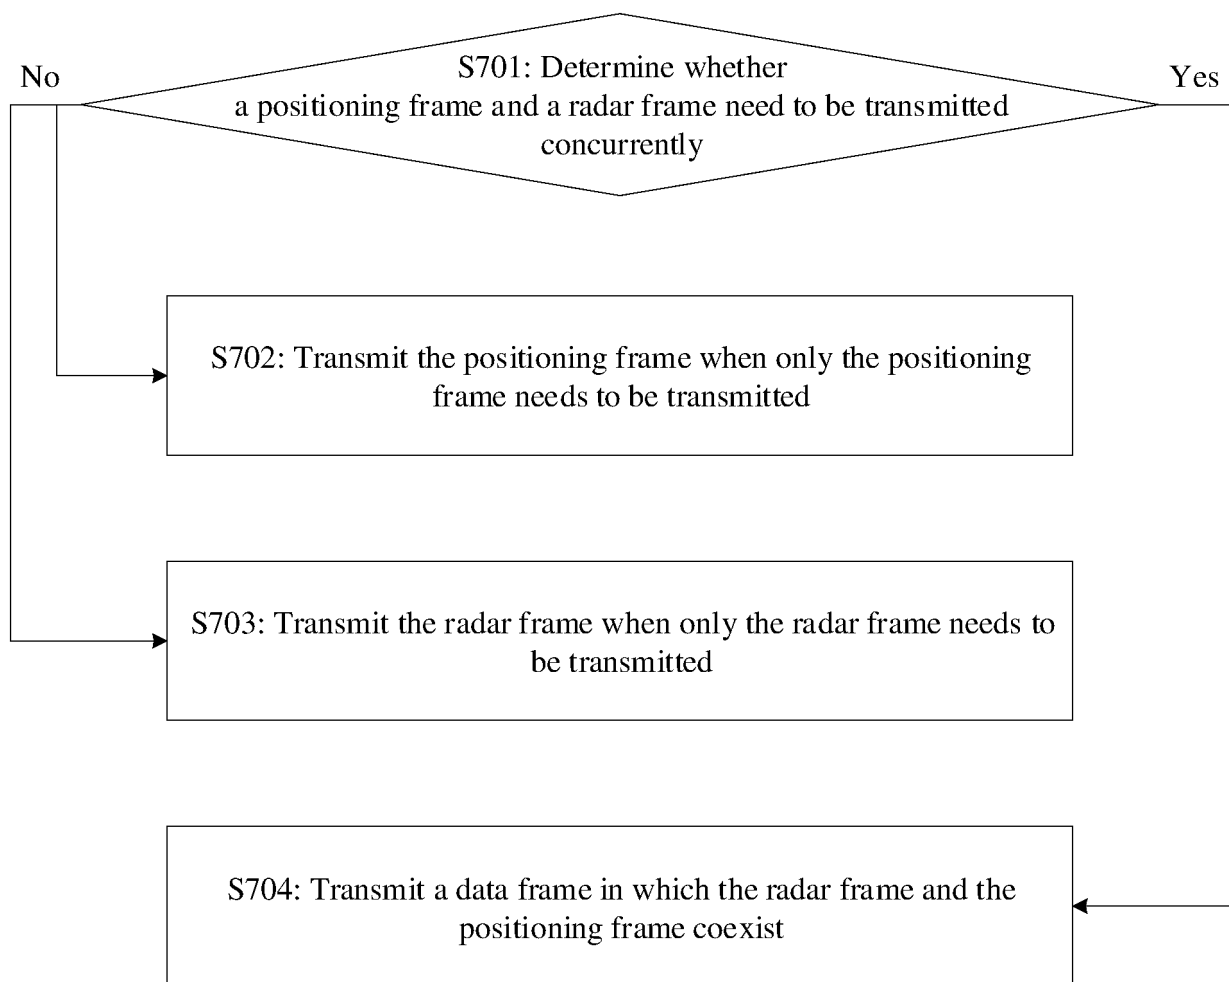 S701: Determine whether
No
Yes
a positioning frame and a radar frame need to be transmitted
concurrently
S702: Transmit the positioning frame when only the positioning
frame needs to be transmitted
S703: Transmit the radar frame when only the radar frame needs to
be transmitted
S704: Transmit a data frame in which the radar frame and the
positioning frame coexist